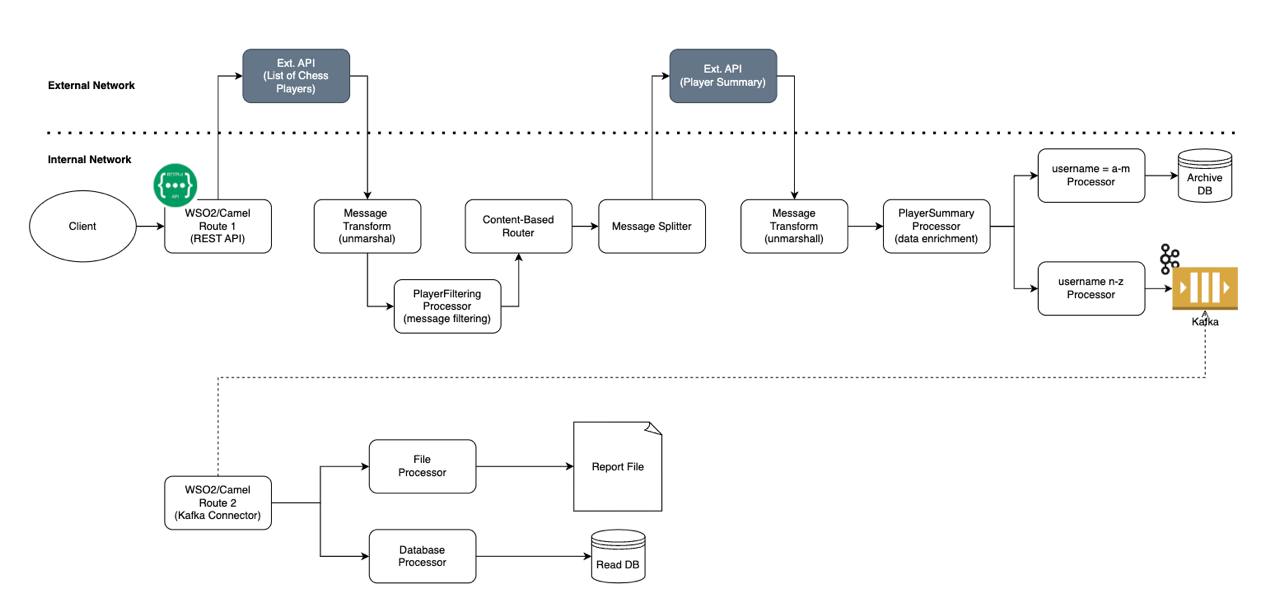 Ext. API
(List of Chess
Players)
Ext. API
(Player Summary)
External Network
Internal Network
RESTFUL
{•••}
API
Client
WSO2/Camel
Route 1
(REST API)
Message
Transform
(unmarshal)
PlayerFiltering
Processor
(message filtering)
Content-Based
Router
Message Splitter
Message
Transform
(unmarshall)
PlayerSummary
Processor
(data enrichment)
username = a-m
Processor
Archive
DB
username n-z
Processor
Kafka
WSO2/Camel
Route 2
(Kafka Connector)
File
Processor
Report File
Database
Processor
Read DB